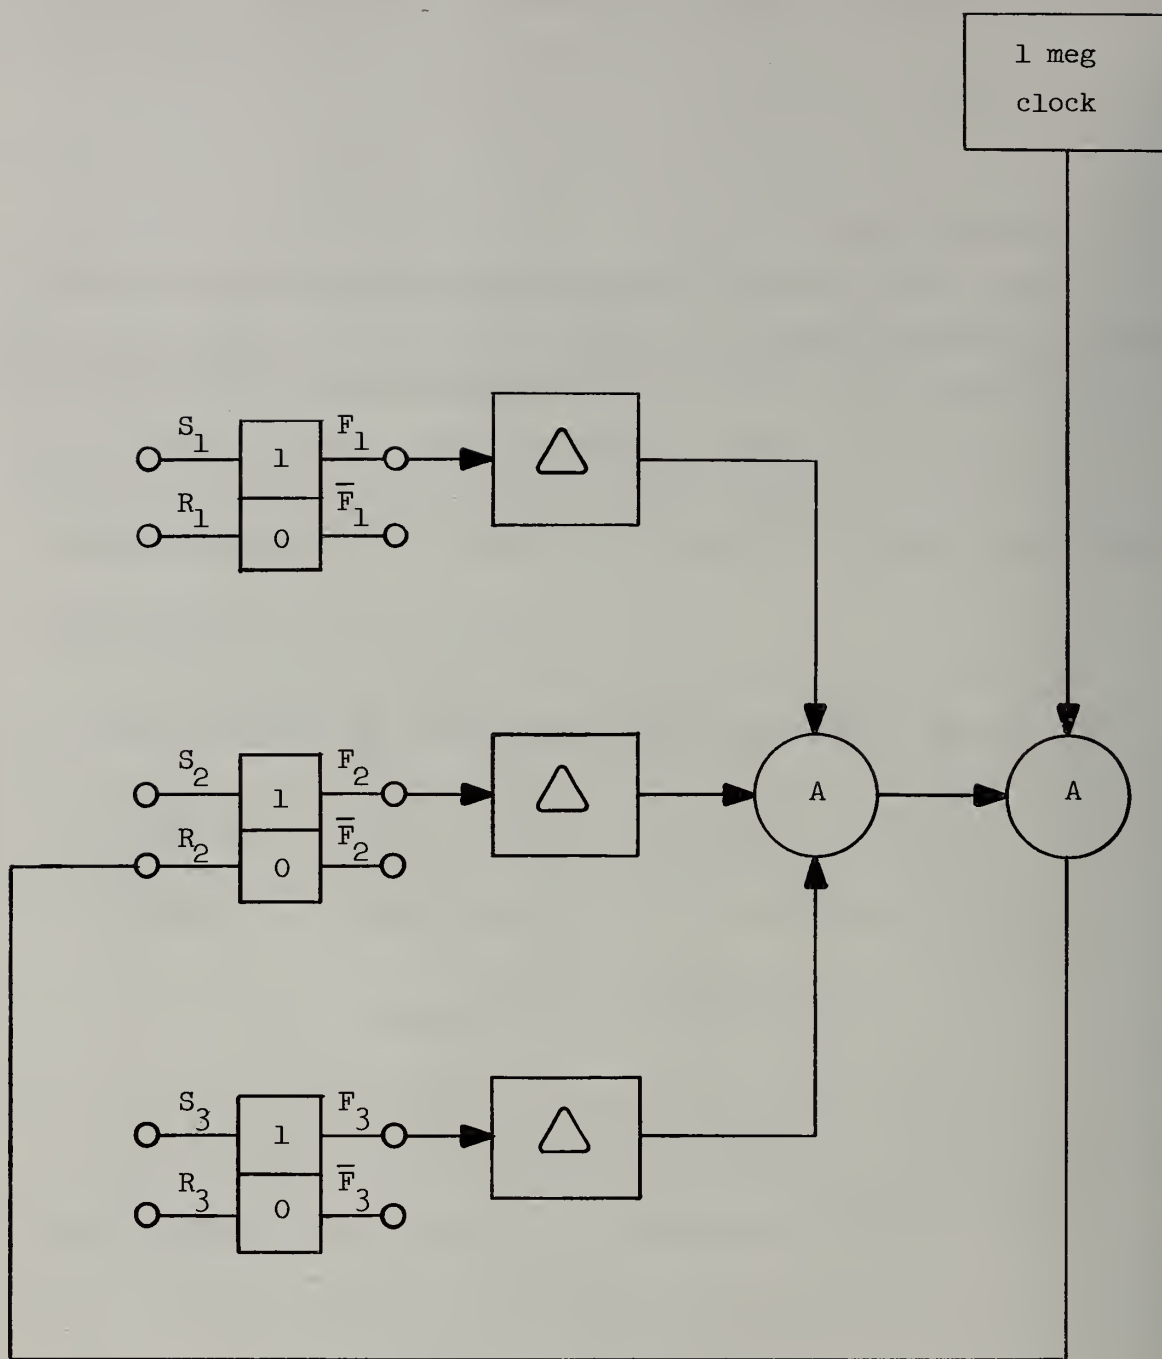 1 meg
clock
S1 1 F1
R1 0 F̅1
△
S2 1 F2
R2 0 F̅2
△
A
A
S3 1 F3
R3 0 F̅3
△